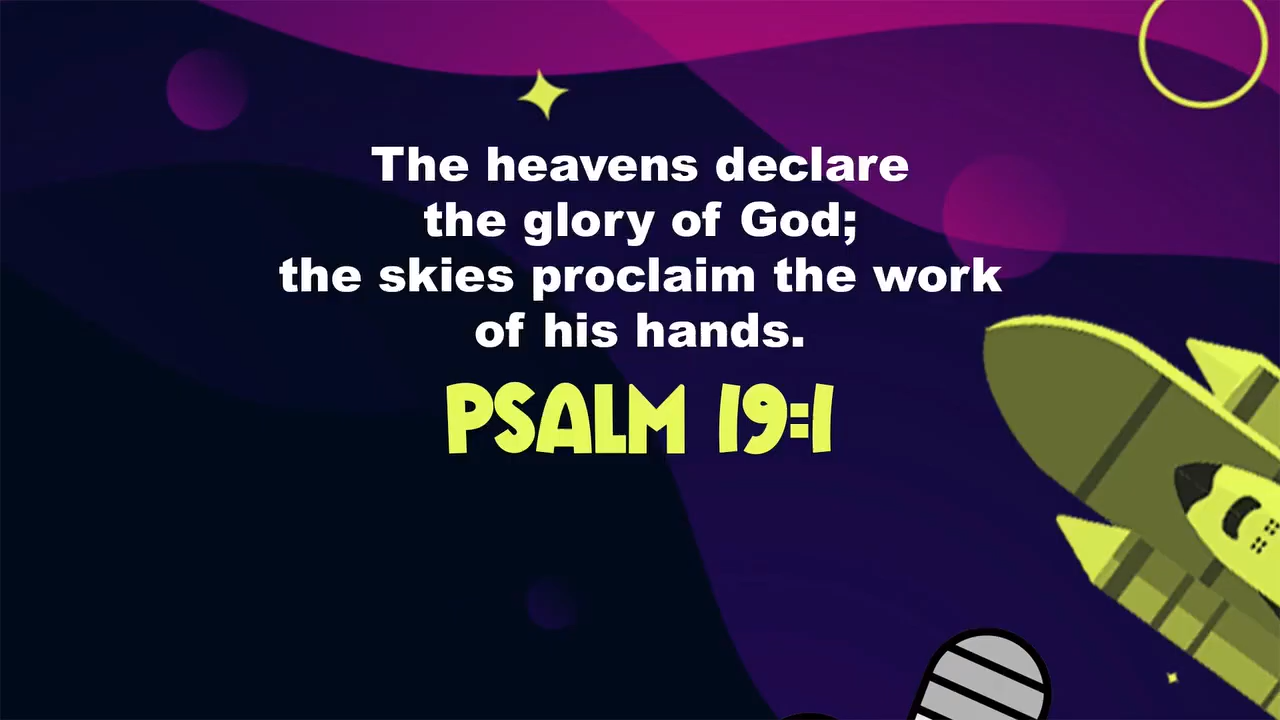 The heavens declare
the glory of God;
the skies proclaim the work
of his hands.
PSALM 19:1